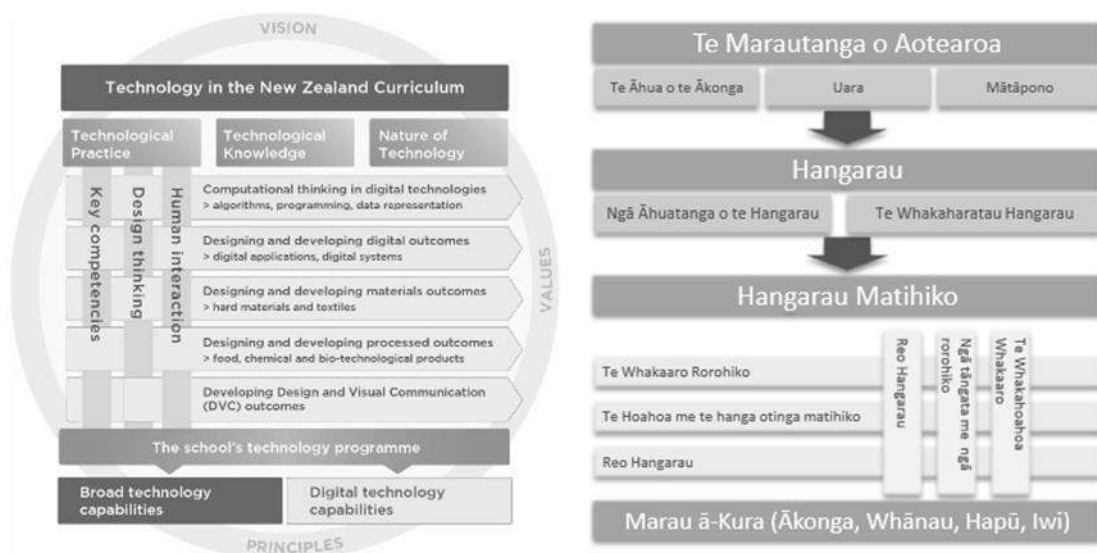 VISION
Technology in the New Zealand Curriculum
Technological
Practice
Technological
Knowledge
Nature of
Technology
Key competencies
Design thinking
Human interaction
Computational thinking in digital technologies
> algorithms, programming, data representation
Designing and developing digital outcomes
> digital applications, digital systems
Designing and developing materials outcomes
> hard materials and textiles
Designing and developing processed outcomes
> food, chemical and bio-technological products
Developing Design and Visual Communication
(DVC) outcomes
VALUES
The school's technology programme
Broad technology
capabilities
Digital technology
capabilities
PRINCIPLES
Te Marautanga o Aotearoa
Te Āhua o te Ākonga
Uara
Mātāpono
Hangarau
Ngā Āhuatanga o te Hangarau
Te Whakaharatau Hangarau
Hangarau Matihiko
Te Whakaaro Rorohiko
Te Hoahoa me te hanga otinga matihiko
Reo Hangarau
Reo Hangarau
Ngā tāngata me ngā
rorohiko
Te Whakahoahoa
Whakaaro
Marau ā-Kura (Ākonga, Whānau, Hapū, Iwi)